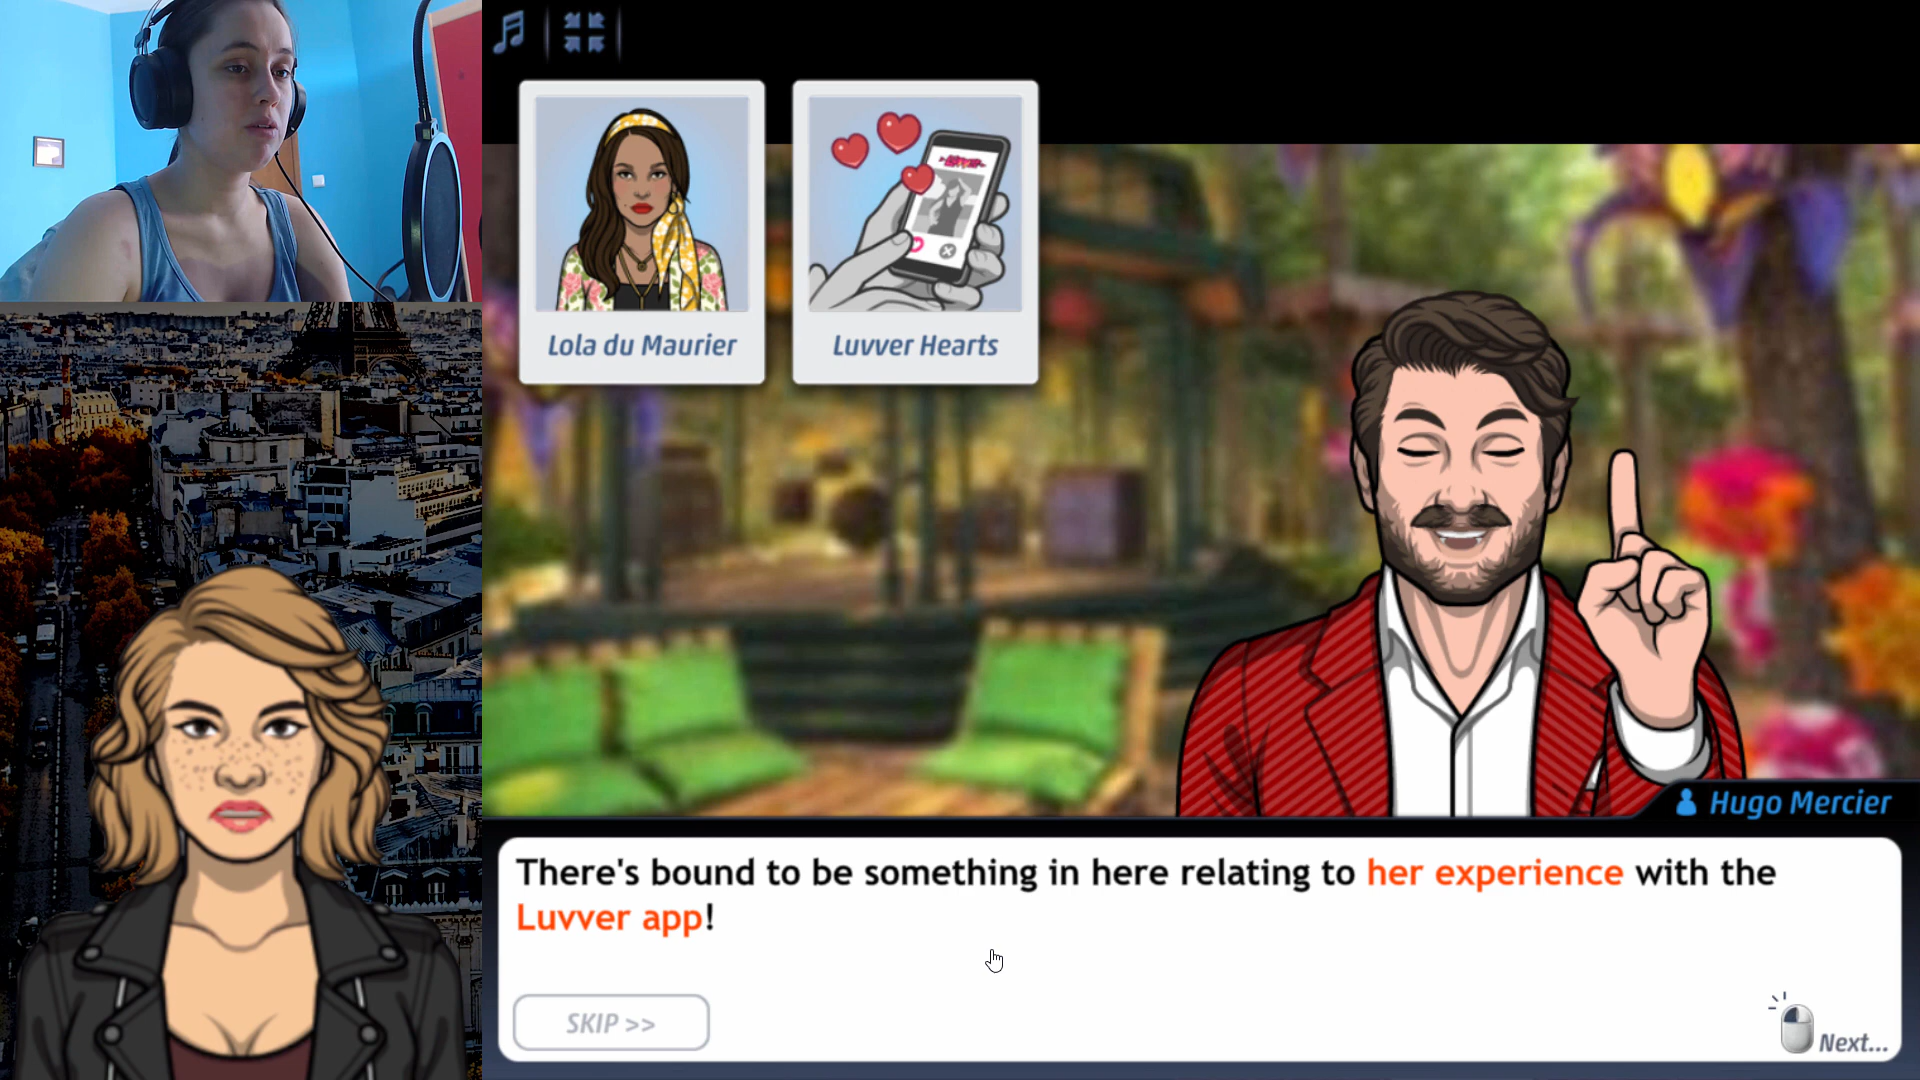 Lola du Maurier
Luvver Hearts
Hugo Mercier
There's bound to be something in here relating to her experience with the
Luvver app!
SKIP >>
Next...